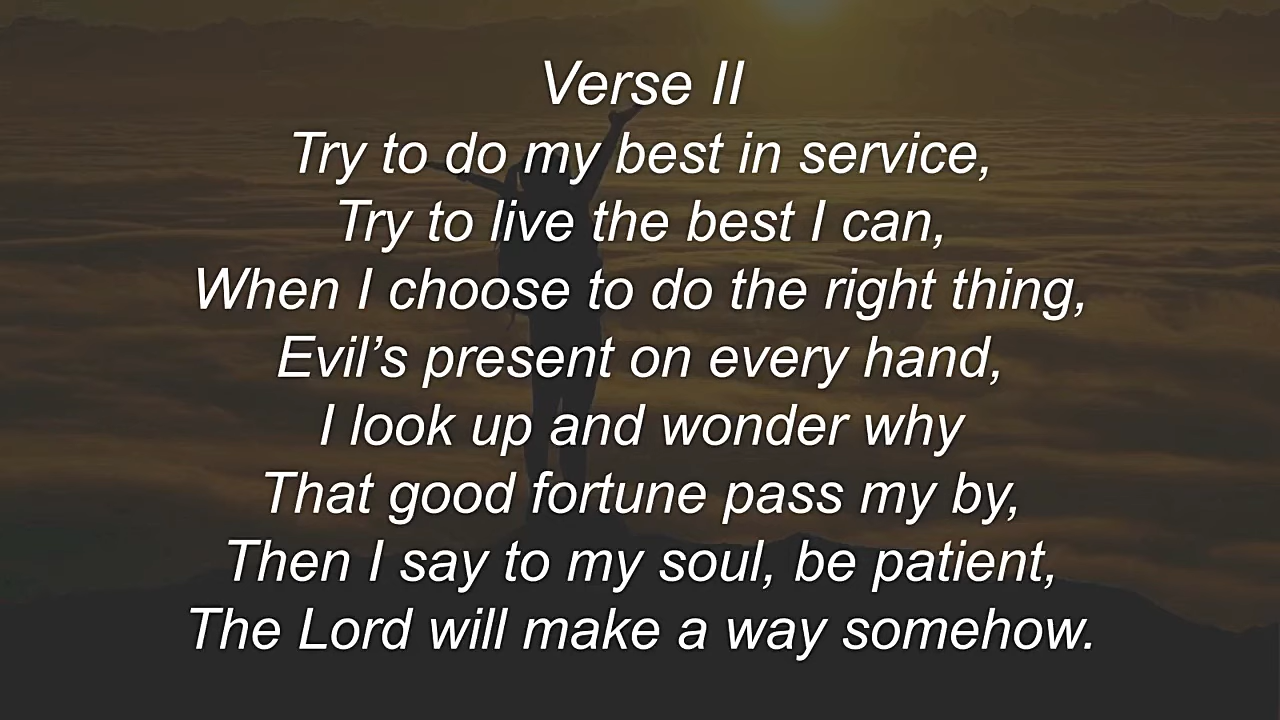 Verse II
Try to do my best in service,
Try to live the best I can,
When I choose to do the right thing,
Evil’s present on every hand,
I look up and wonder why
That good fortune pass my by,
Then I say to my soul, be patient,
The Lord will make a way somehow.